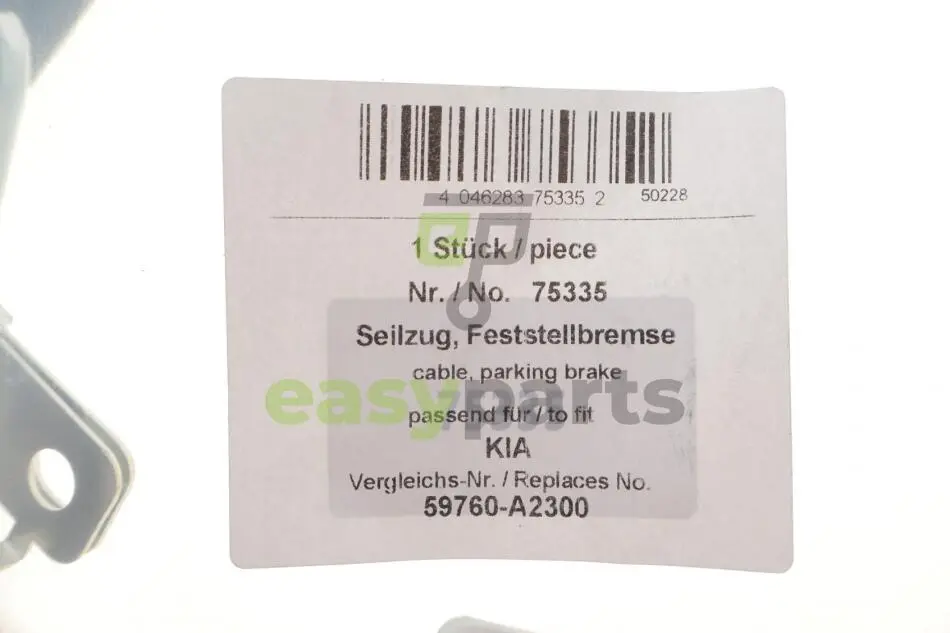 4 046283 75335 2 50228
1 Stück / piece
Nr. / No. 75335
Seilzug, Feststellbremse
cable, parking brake
easyparts
passend für / to fit
KIA
Vergleichs-Nr. / Replaces No.
59760-A2300